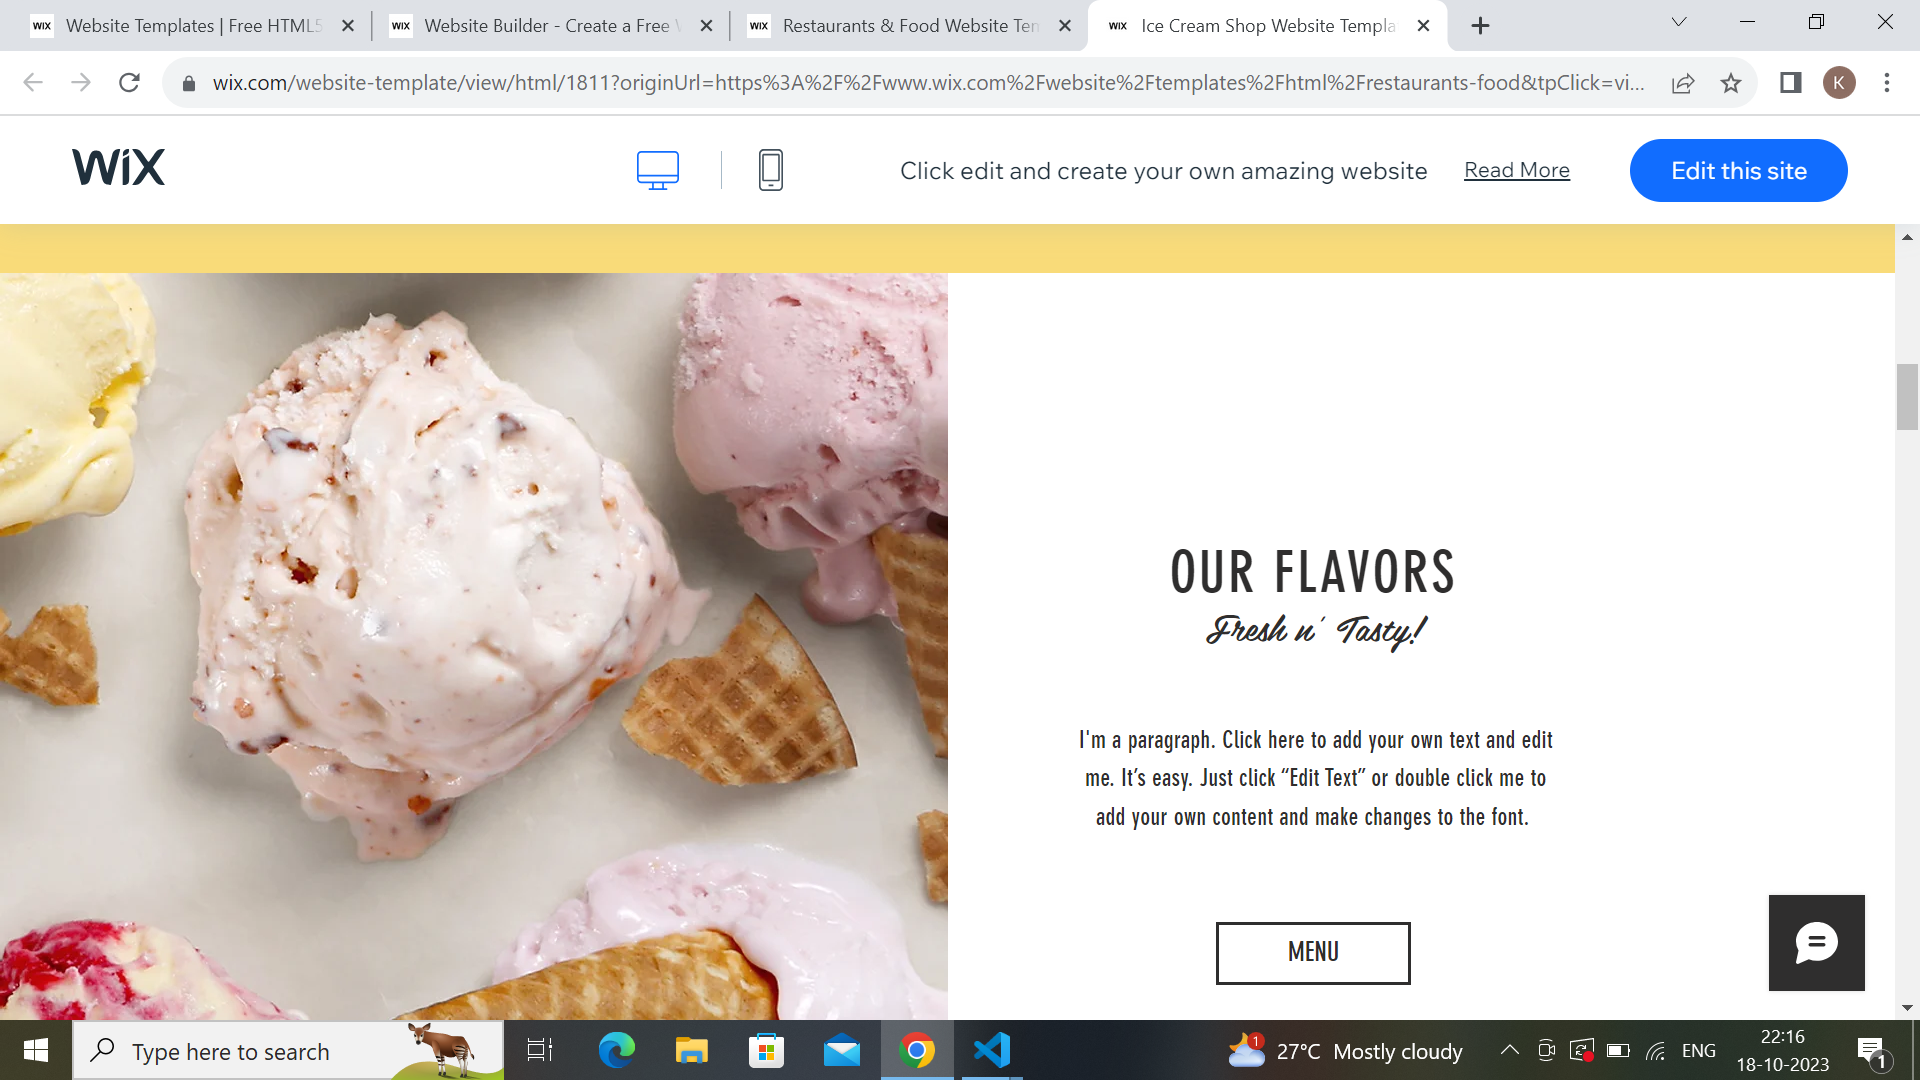 WIX Website Templates | Free HTML5
WIX Website Builder - Create a Free
WIX Restaurants & Food Website Ten
WIX Ice Cream Shop Website Templa
wix.com/website-template/view/html/1811?originUrl=https%3A%2F%2Fwww.wix.com%2Fwebsite%2Ftemplates%2Fhtml%2Frestaurants-food&tpClick=vi...
K
WiX
Click edit and create your own amazing website
Read More
Edit this site
OUR FLAVORS
Fresh n' Tasty!
I'm a paragraph. Click here to add your own text and edit
me. It’s easy. Just click “Edit Text” or double click me to
add your own content and make changes to the font.
MENU
Type here to search
1
27°C Mostly cloudy
ENG
22:16
18-10-2023
1